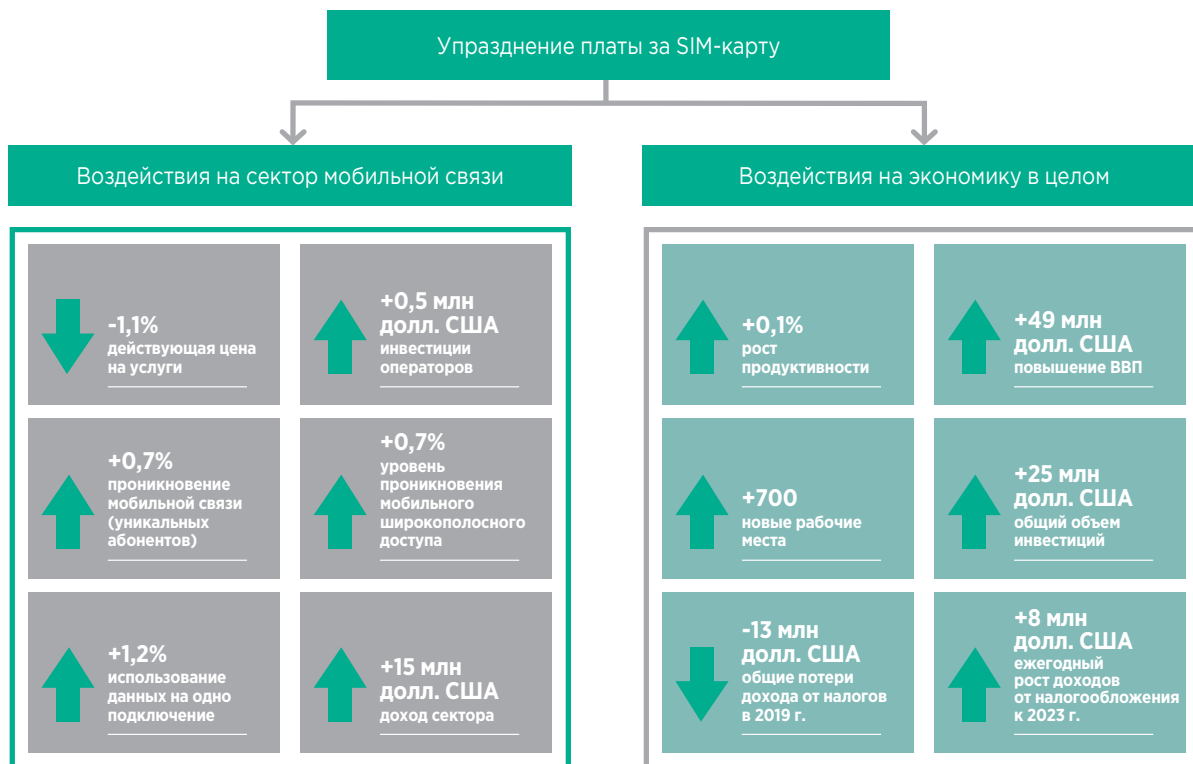 Упразднение платы за SIM-карту
Воздействия на сектор мобильной связи
-1,1%
действующая цена
на услуги
+0,5 млн
долл. США
инвестиции
операторов
+0,7%
проникновение
мобильной связи
(уникальных
абонентов)
+0,7%
уровень
проникновения
мобильного
широкополосного
доступа
+1,2%
использование
данных на одно
подключение
+15 млн
долл. США
доход сектора
Воздействия на экономику в целом
+0,1%
рост
продуктивности
+49 млн
долл. США
повышение ВВП
+700
новые рабочие
места
+25 млн
долл. США
общий объем
инвестиций
-13 млн
долл. США
общие потери
дохода от налогов
в 2019 г.
+8 млн
долл. США
ежегодный
рост доходов
от налогообложения
к 2023 г.